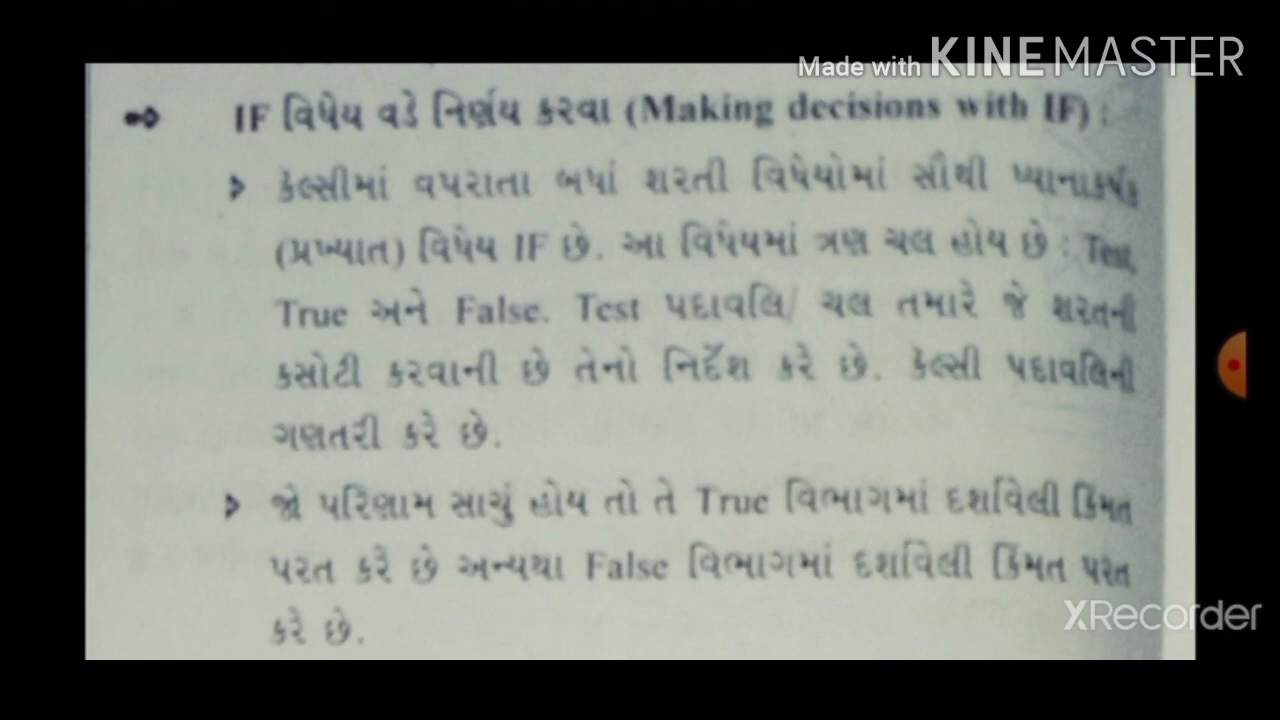 Made with KINEMASTER
IF વિધેય વડે નિર્ણય કરવા (Making decisions with IF) :
કેલ્સીમાં વપરાતા બધાં શરતી વિધેયોમાં સૌથી ધ્યાનાકર્ષક
(પ્રખ્યાત) વિધેય IF છે. આ વિધેયમાં ત્રણ ચલ હોય છે : Test,
True અને False. Test પદાવલિ/ ચલ તમારે જે શરતની
કસોટી કરવાની છે તેનો નિર્દેશ કરે છે. કેલ્સી પદાવલિની
ગણતરી કરે છે.
જો પરિણામ સાચું હોય તો તે True વિભાગમાં દર્શાવેલી કિંમત
પરત કરે છે અન્યથા False વિભાગમાં દર્શાવેલી કિંમત પરત
કરે છે.
XRecorder